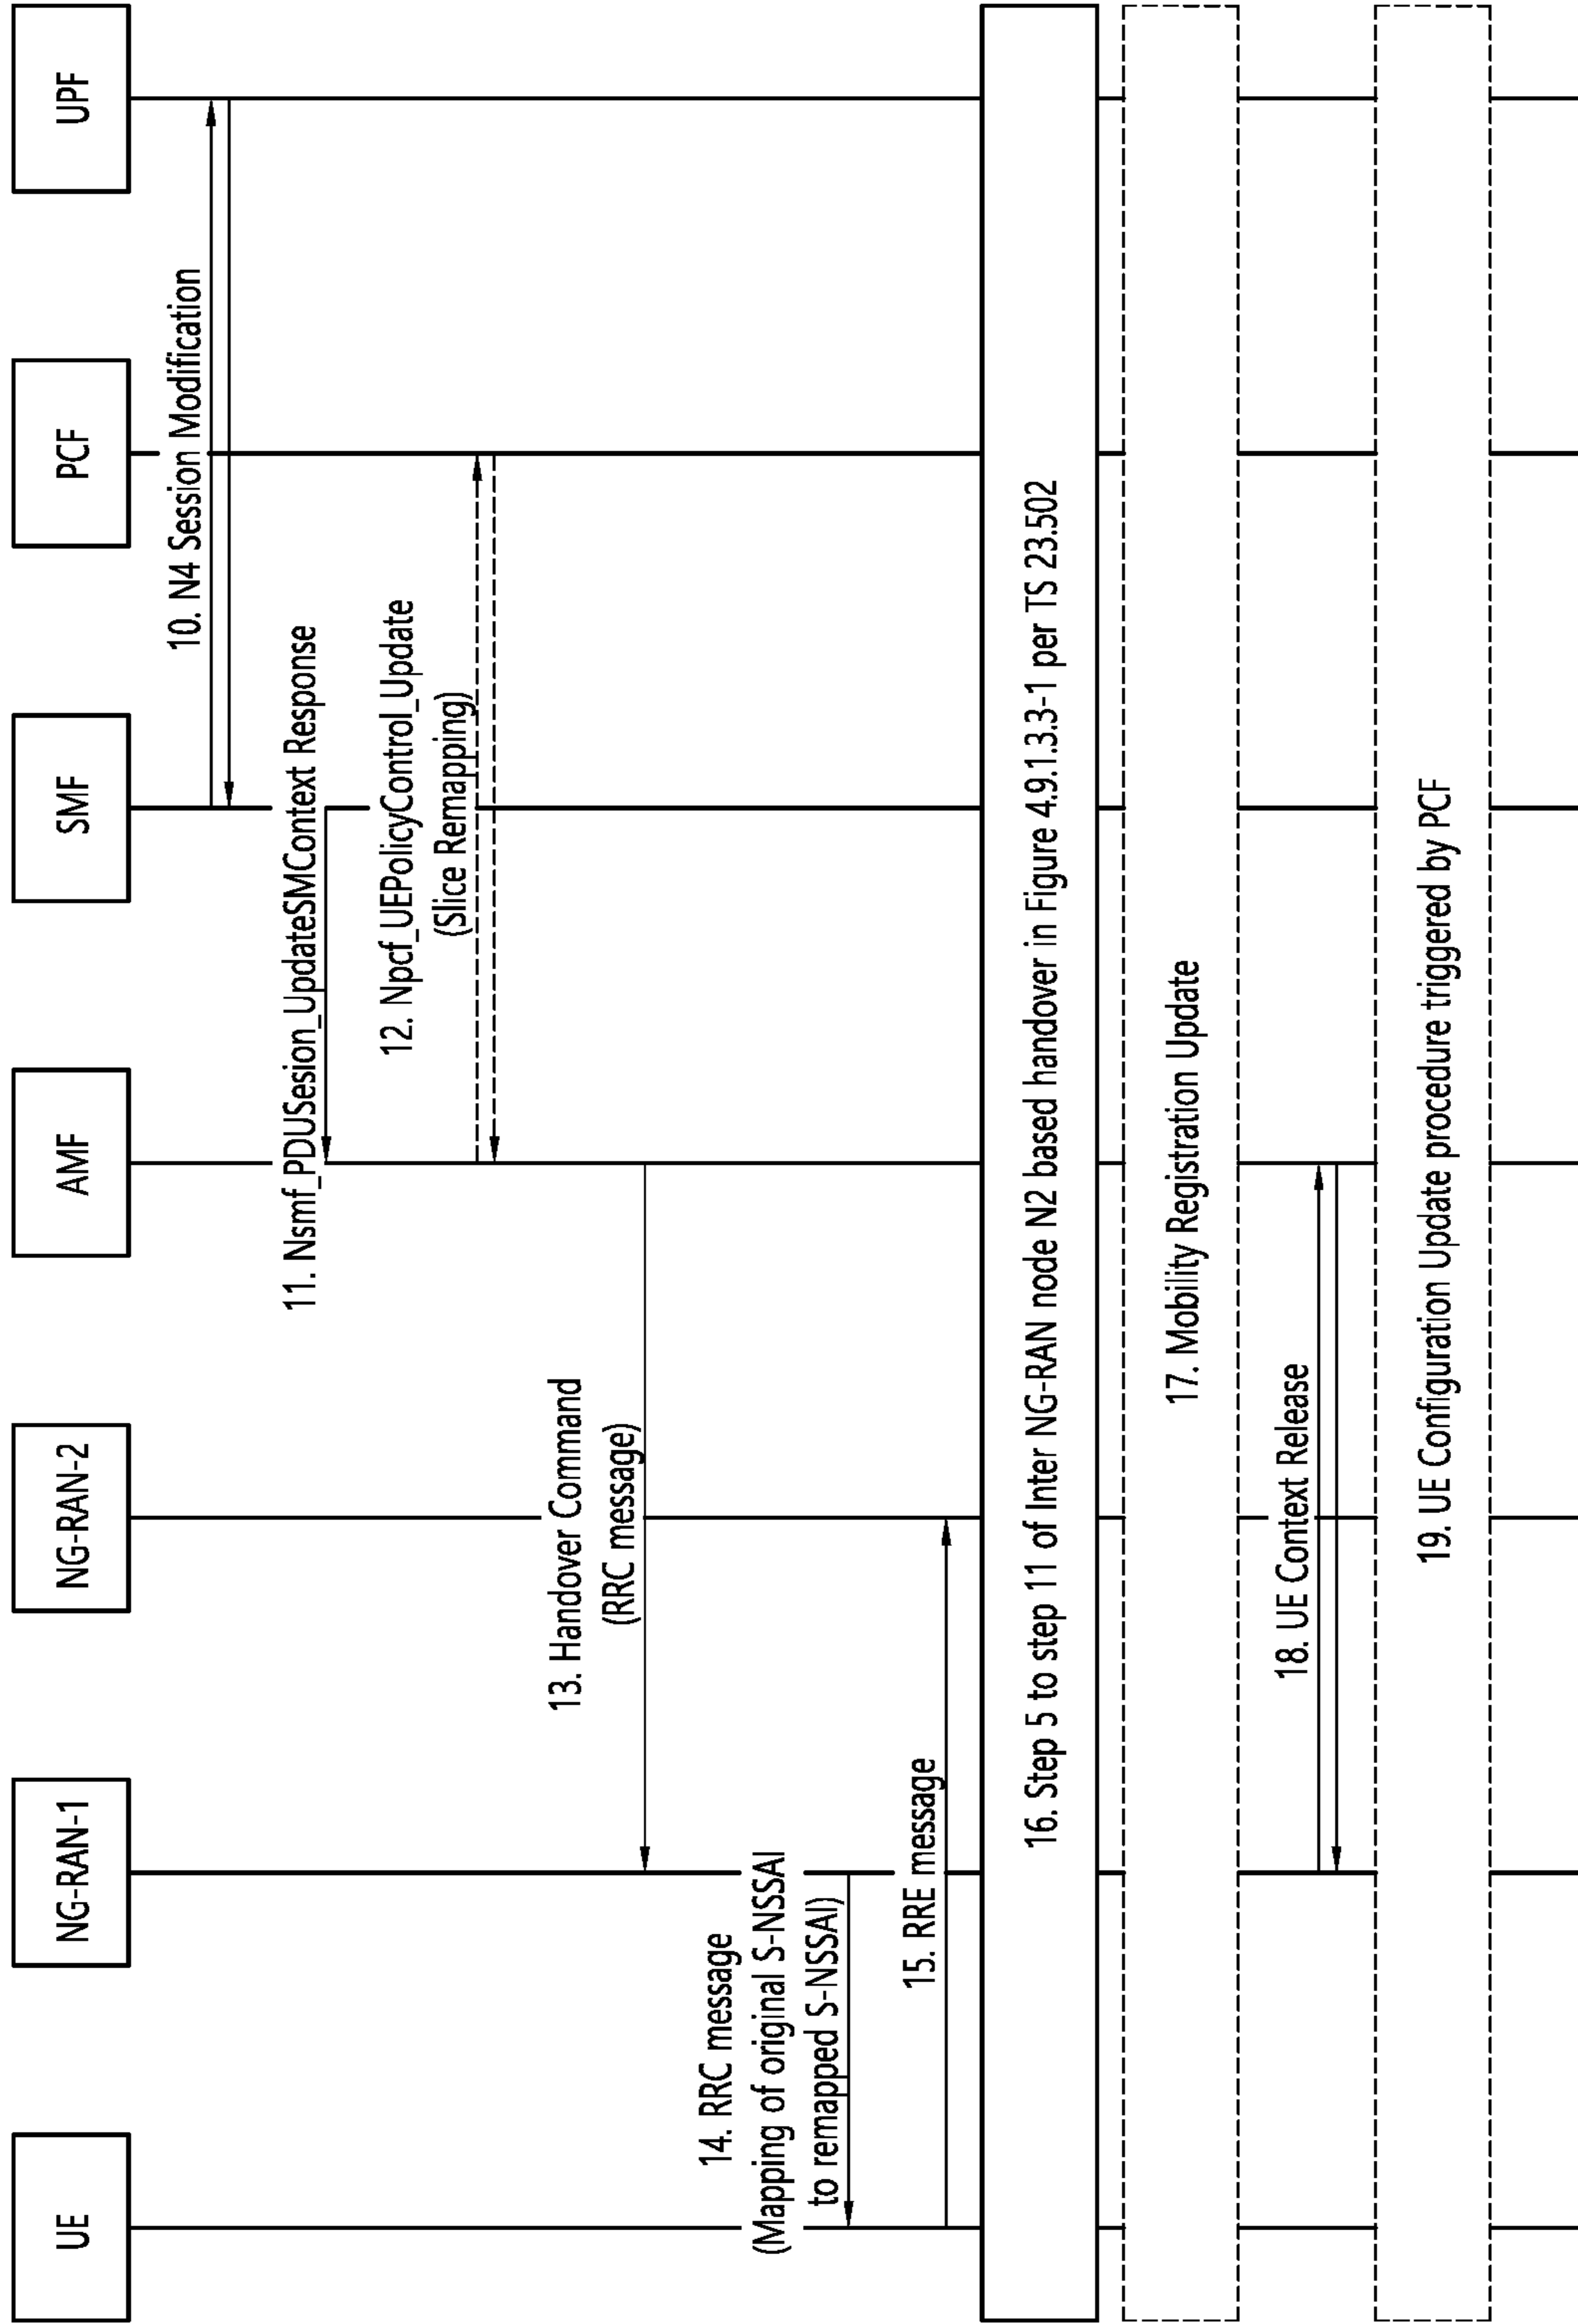 UE
NG-RAN-1
NG-RAN-2
AMF
SMF
PCF
UPF
10. N4 Session Modification
11. Nsmf_PDUSesion_UpdateSMContext Response
12. Npcf_UEPolicyControl_Update
(Slice Remapping)
13. Handover Command
(RRC message)
14. RRC message
(Mapping of original S-NSSAI
to remapped S-NSSAI)
15. RRE message
16. Step 5 to step 11 of Inter NG-RAN node N2 based handover in Figure 4.9.1.3.3-1 per TS 23.502
17. Mobility Registration Update
18. UE Context Release
19. UE Configuration Update procedure triggered by PCF